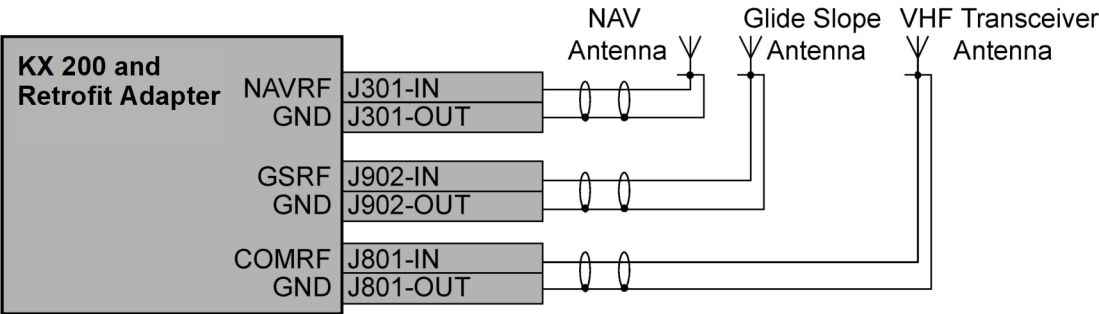 NAV
Antenna
Glide Slope
Antenna
VHF Transceiver
Antenna
KX 200 and
Retrofit Adapter
NAVRF J301-IN
GND J301-OUT
GSRF J902-IN
GND J902-OUT
COMRF J801-IN
GND J801-OUT